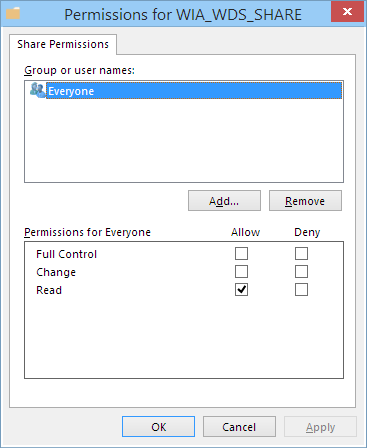 Permissions for WIA_WDS_SHARE
Share Permissions
Group or user names:
Everyone
Add... Remove
Permissions for Everyone Allow Deny
Full Control
Change
Read
OK Cancel Apply